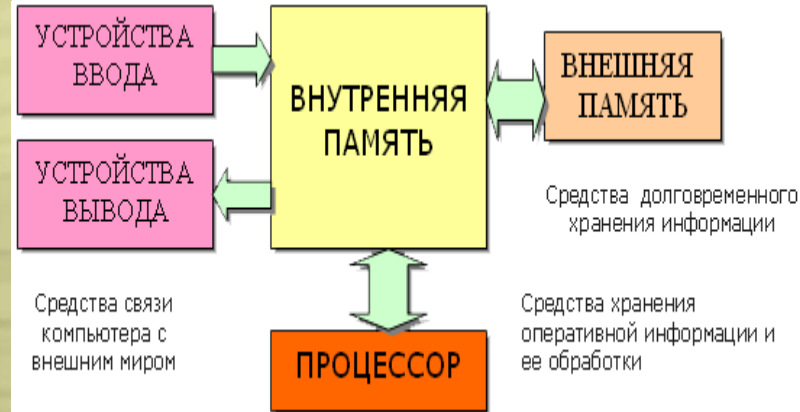 УСТРОЙСТВА
ВВОДА
УСТРОЙСТВА
ВЫВОДА
ВНУТРЕННЯЯ
ПАМЯТЬ
ВНЕШНЯЯ
ПАМЯТЬ
Средства долговременного
хранения информации
Средства связи
компьютера с
внешним миром
ПРОЦЕССОР
Средства хранения
оперативной информации и
ее обработки